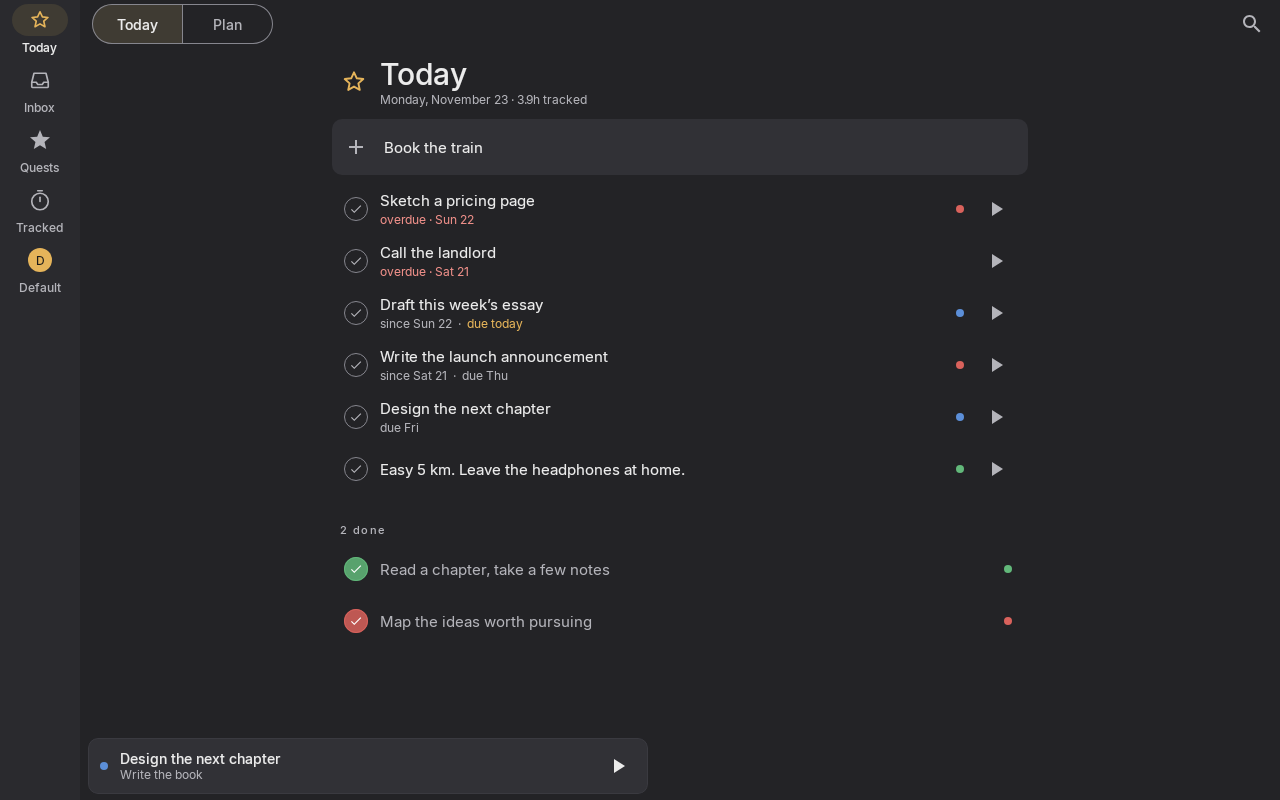 Today
Inbox
Quests
Tracked
D
Default
Today
Plan
Today
Monday, November 23 · 3.9h tracked
Book the train
Sketch a pricing page
overdue · Sun 22
Call the landlord
overdue · Sat 21
Draft this week’s essay
since Sun 22 · due today
Write the launch announcement
since Sat 21 · due Thu
Design the next chapter
due Fri
Easy 5 km. Leave the headphones at home.
2 done
Read a chapter, take a few notes
Map the ideas worth pursuing
Design the next chapter
Write the book